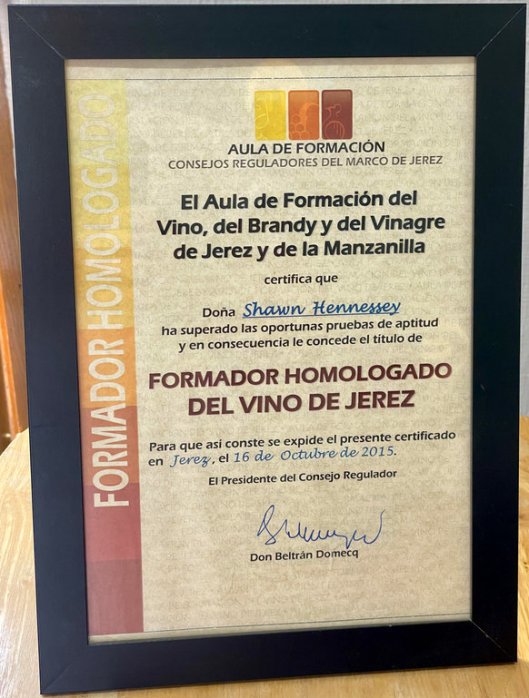 AULA DE FORMACIÓN
CONSEJOS REGULADORES DEL MARCO DE JEREZ
El Aula de Formación del
Vino, del Brandy y del Vinagre
de Jerez y de la Manzanilla
certifica que
Doña Shawn Hennessey
ha superado las oportunas pruebas de aptitud
y en consecuencia le concede el título de
FORMADOR HOMOLOGADO
DEL VINO DE JEREZ
Para que así conste se expide el presente certificado
en Jerez, el 16 de Octubre de 2015.
El Presidente del Consejo Regulador
Don Beltrán Domecq
FORMADOR HOMOLOGADO